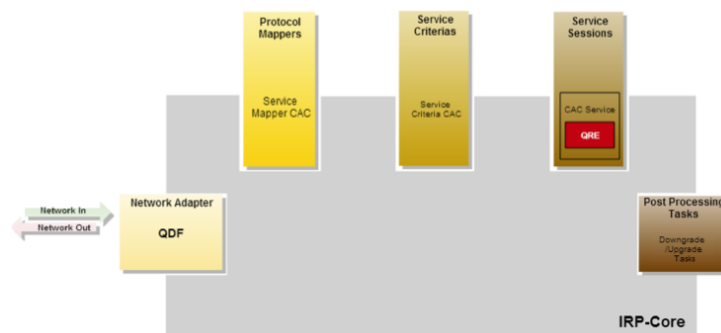 Protocol
Mappers
Service
Mapper CAC
Service
Criterias
Service
Criteria CAC
Service
Sessions
CAC Service
QRE
Network In
Network Out
Network Adapter
QDF
Post Processing
Tasks
Downgrade
/Upgrade
Tasks
IRP-Core